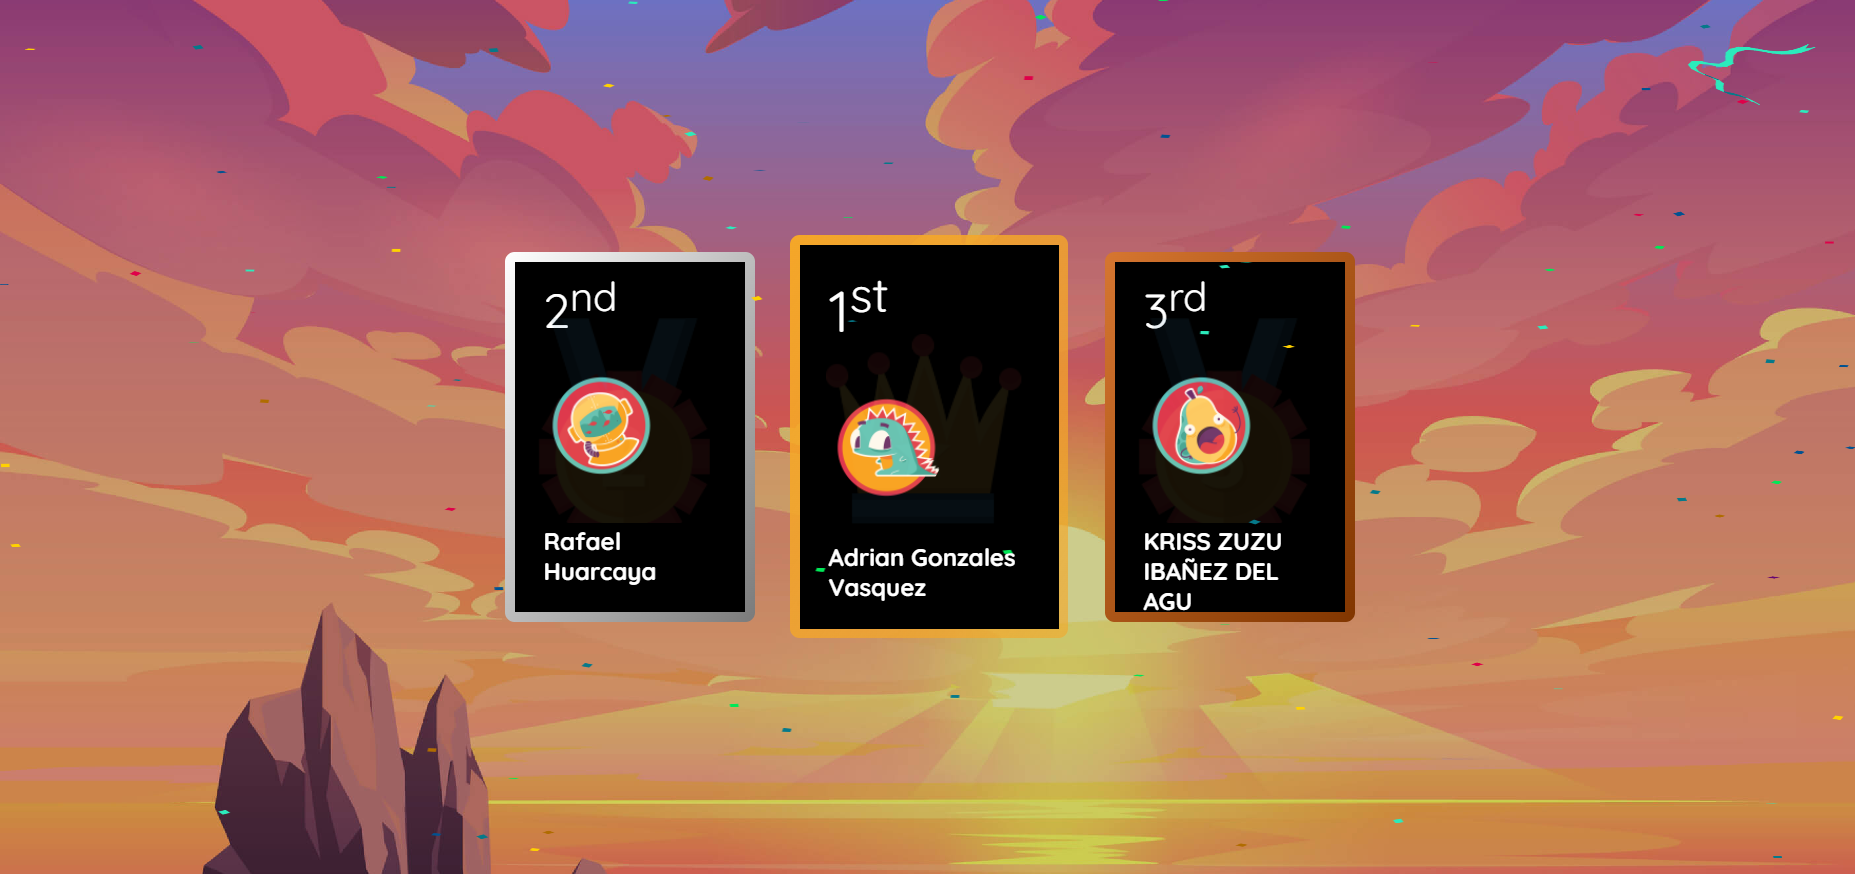 2nd
Rafael
Huarcaya
1st
Adrian Gonzales
Vasquez
3rd
KRISS ZUZU
IBAÑEZ DEL
AGU